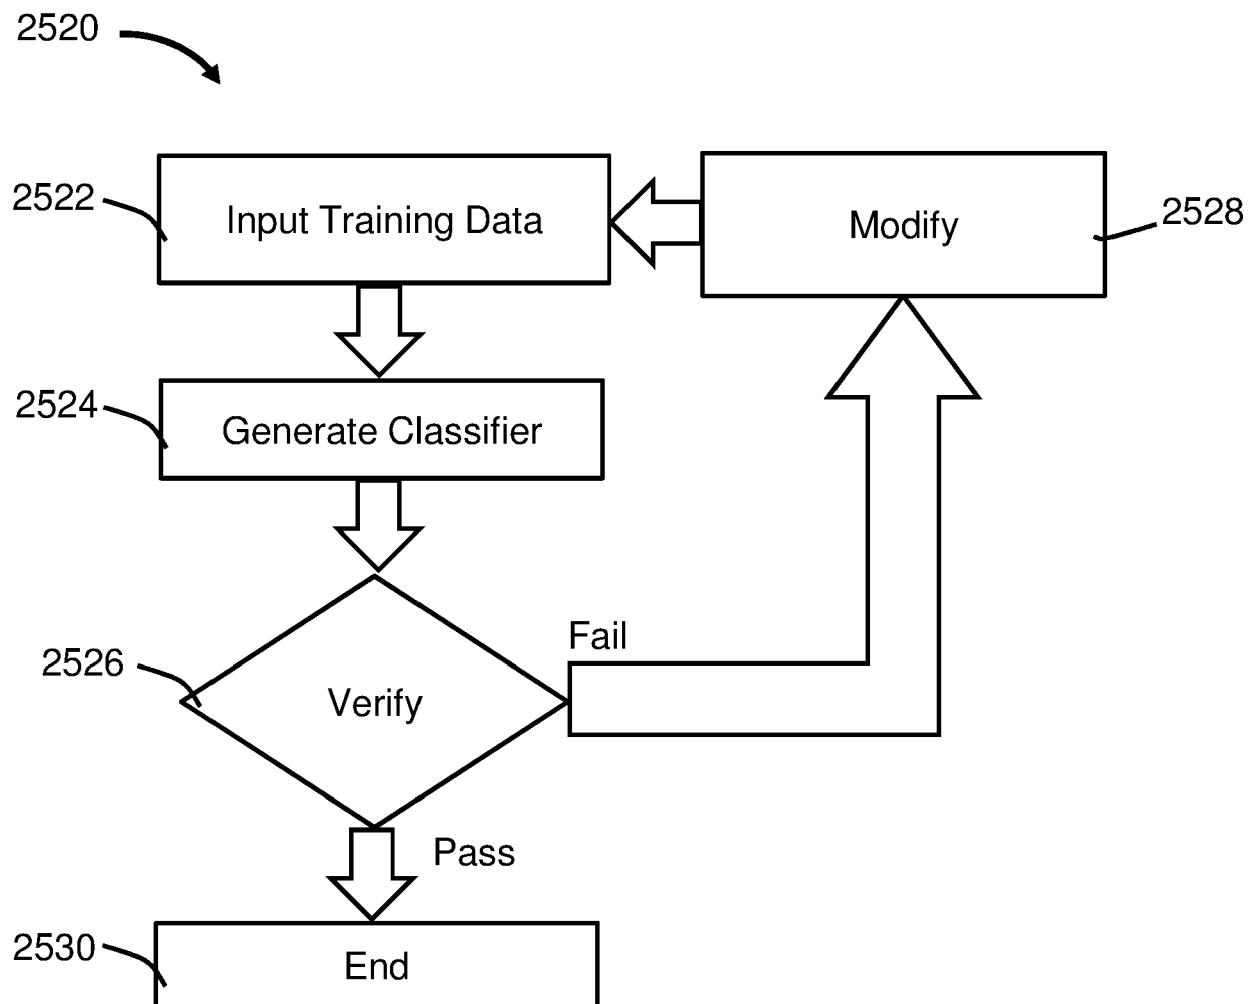 2520
2522
Input Training Data
Modify
2528
2524
Generate Classifier
Fail
2526
Verify
Pass
2530
End